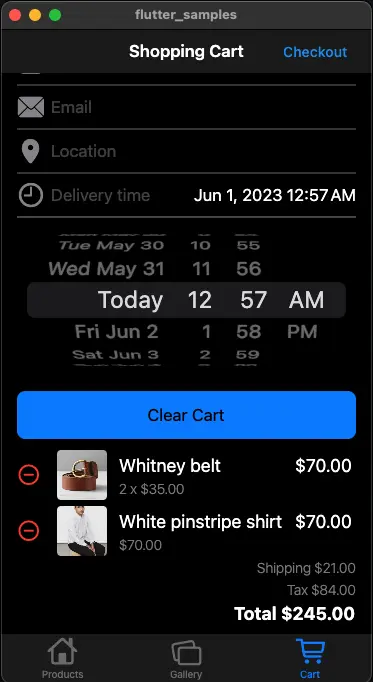 flutter_samples
Shopping Cart Checkout
Email
Location
Delivery time Jun 1, 2023 12:57 AM
Tue May 30 10 55
Wed May 31 11 56
Today 12 57 AM
Fri Jun 2 1 58 PM
Sat Jun 3 2 59
Clear Cart
Whitney belt $70.00
2 x $35.00
White pinstripe shirt $70.00
$70.00
Shipping $21.00
Tax $84.00
Total $245.00
Products Gallery Cart